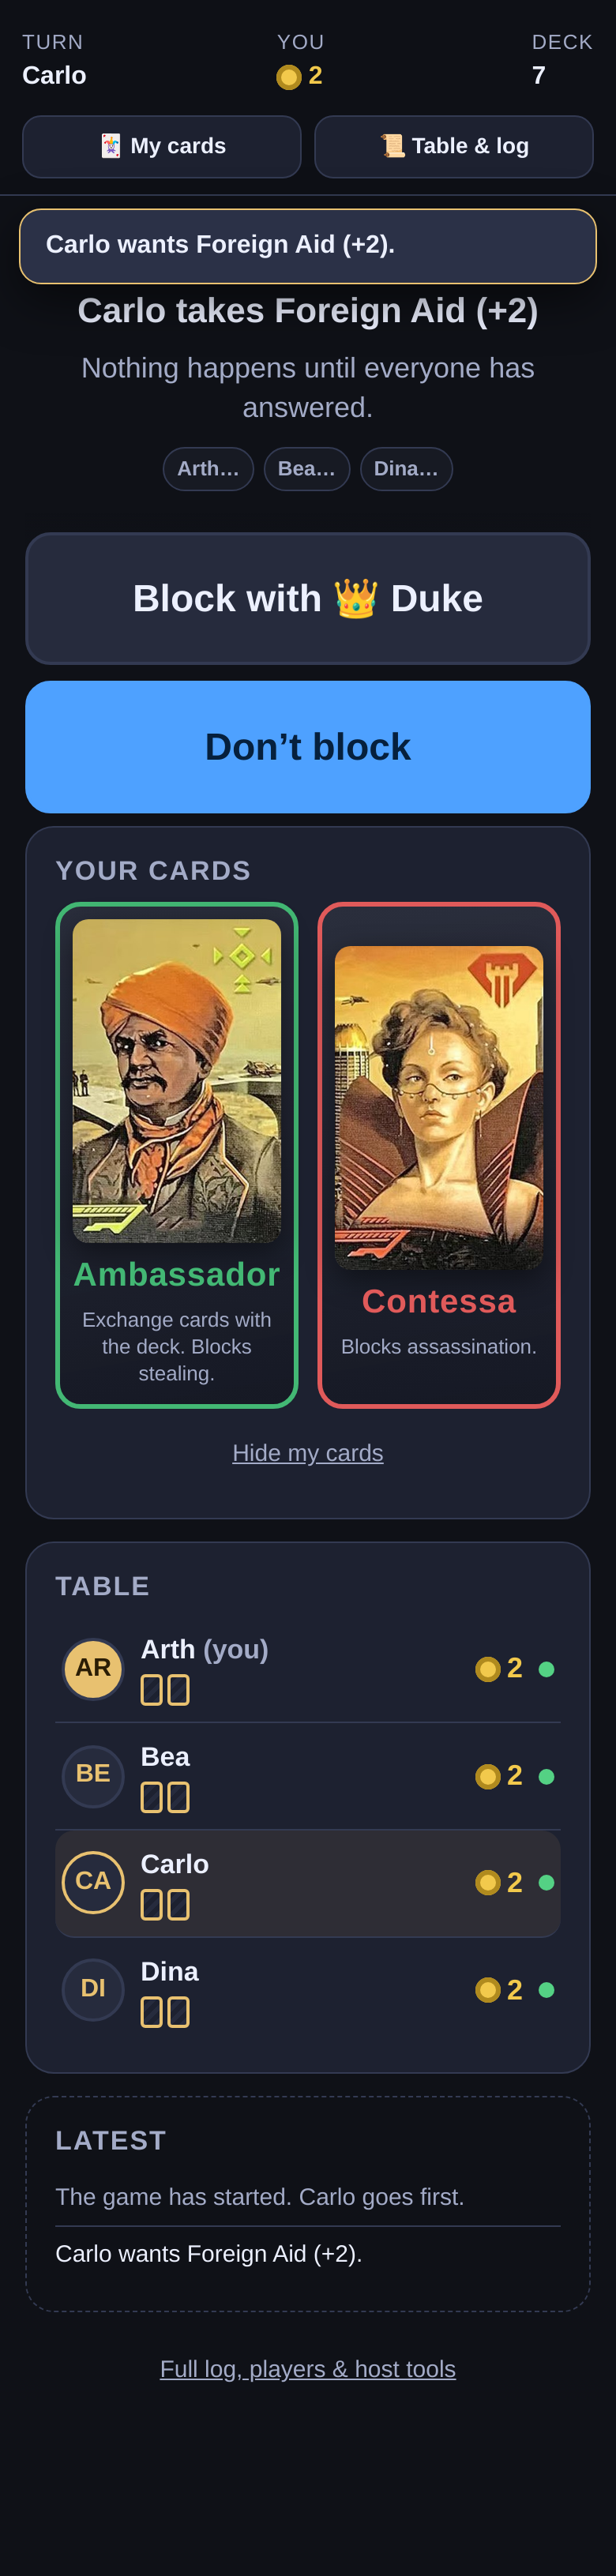 TURN
YOU
DECK
Carlo
2
7
🃏 My cards
📜 Table & log
Carlo wants Foreign Aid (+2).
Carlo takes Foreign Aid (+2)
Nothing happens until everyone has
answered.
Arth…
Bea…
Dina…
Block with 👑 Duke
Don’t block
YOUR CARDS
Ambassador
Exchange cards with
the deck. Blocks
stealing.
Contessa
Blocks assassination.
Hide my cards
TABLE
AR
Arth (you)
2
BE
Bea
2
CA
Carlo
2
DI
Dina
2
LATEST
The game has started. Carlo goes first.
Carlo wants Foreign Aid (+2).
Full log, players & host tools